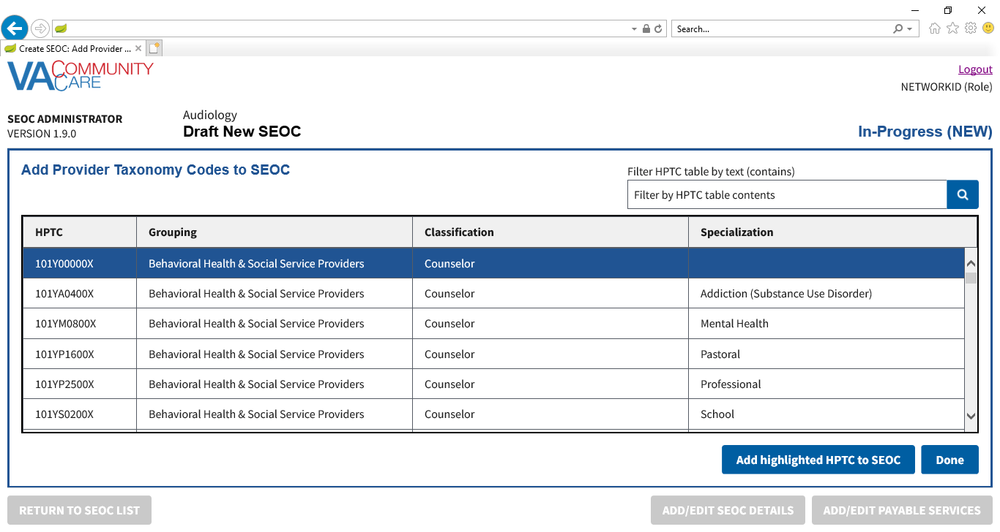 Search...
Create SEOC: Add Provider ...
VA COMMUNITY CARE
Logout
NETWORKID (Role)
SEOC ADMINISTRATOR
VERSION 1.9.0
Audiology
Draft New SEOC
In-Progress (NEW)
Add Provider Taxonomy Codes to SEOC
Filter HPTC table by text (contains)
Filter by HPTC table contents
HPTC Grouping Classification Specialization
101Y00000X Behavioral Health & Social Service Providers Counselor
101YA0400X Behavioral Health & Social Service Providers Counselor Addiction (Substance Use Disorder)
101YM0800X Behavioral Health & Social Service Providers Counselor Mental Health
101YP1600X Behavioral Health & Social Service Providers Counselor Pastoral
101YP2500X Behavioral Health & Social Service Providers Counselor Professional
101YS0200X Behavioral Health & Social Service Providers Counselor School
Add highlighted HPTC to SEOC Done
RETURN TO SEOC LIST ADD/EDIT SEOC DETAILS ADD/EDIT PAYABLE SERVICES